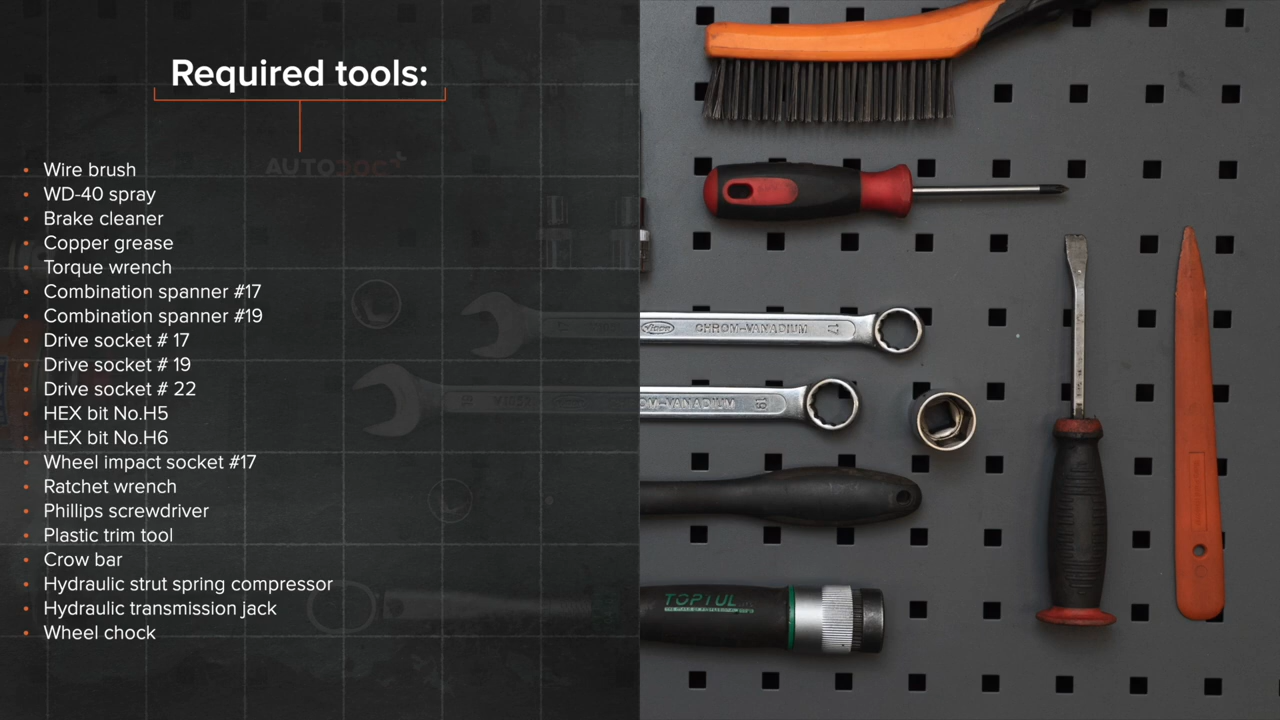 Required tools:
AUTODOC
Wire brush
WD-40 spray
Brake cleaner
Copper grease
Torque wrench
Combination spanner #17
Combination spanner #19
Drive socket # 17
Drive socket # 19
Drive socket # 22
HEX bit No.H5
HEX bit No.H6
Wheel impact socket #17
Ratchet wrench
Phillips screwdriver
Plastic trim tool
Crow bar
Hydraulic strut spring compressor
Hydraulic transmission jack
Wheel chock
CHROM-VANADIUM 17
OM-VANADIUM 19
TOPTUL